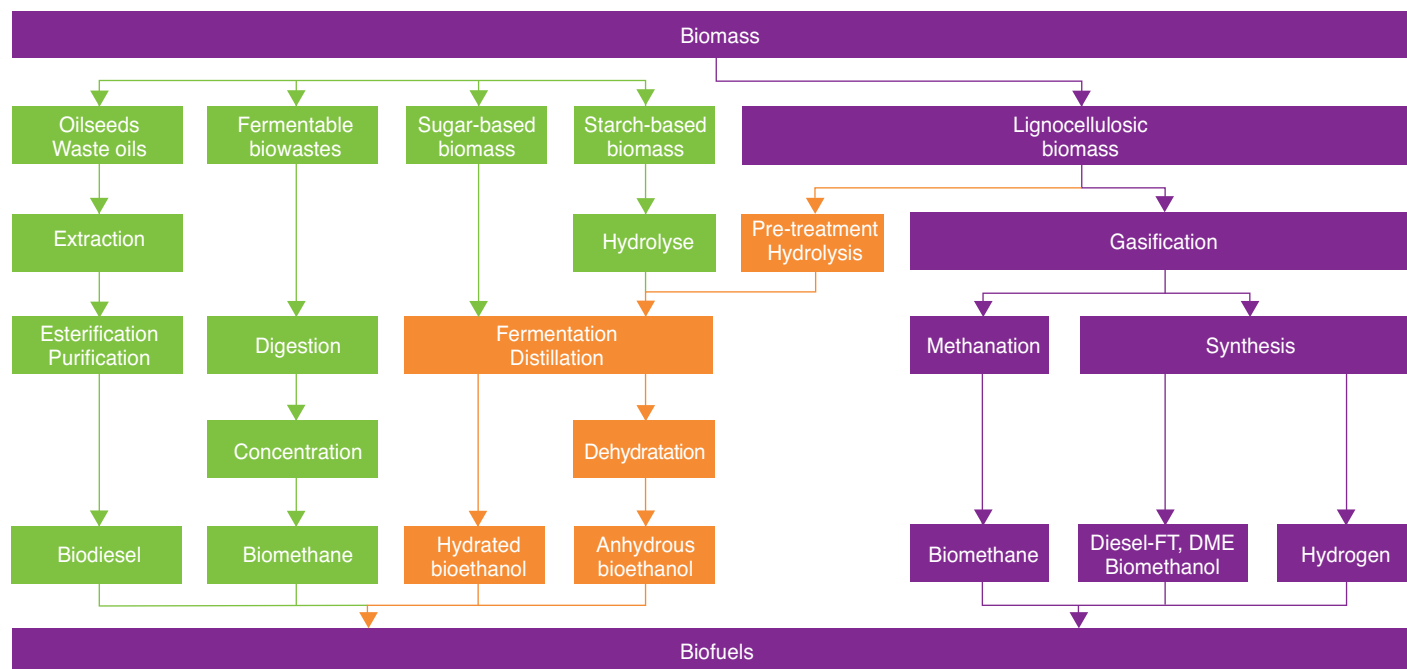 Biomass
Oilseeds
Waste oils
Fermentable
biowastes
Sugar-based
biomass
Starch-based
biomass
Lignocellulosic
biomass
Extraction
Hydrolyse
Pre-treatment
Hydrolysis
Gasification
Esterification
Purification
Digestion
Fermentation
Distillation
Methanation
Synthesis
Concentration
Dehydratation
Biodiesel
Biomethane
Hydrated
bioethanol
Anhydrous
bioethanol
Biomethane
Diesel-FT, DME
Biomethanol
Hydrogen
Biofuels